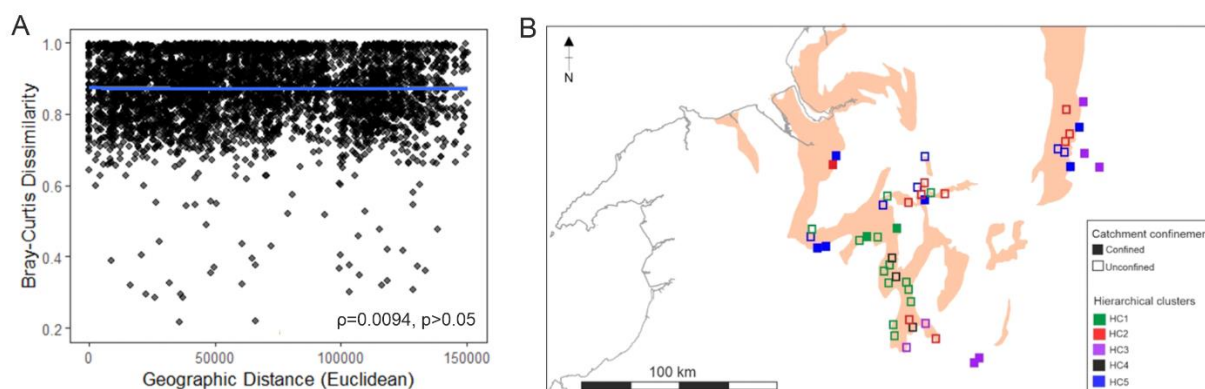 A
Bray-Curtis Dissimilarity
1.0
0.8
0.6
0.4
0.2
ρ=0.0094, p>0.05
0
50000
100000
150000
Geographic Distance (Euclidean)
B
N
Catchment confinemen
Confined
Unconfined
Hierarchical clusters
HC1
HC2
HC3
HC4
HC5
100 km